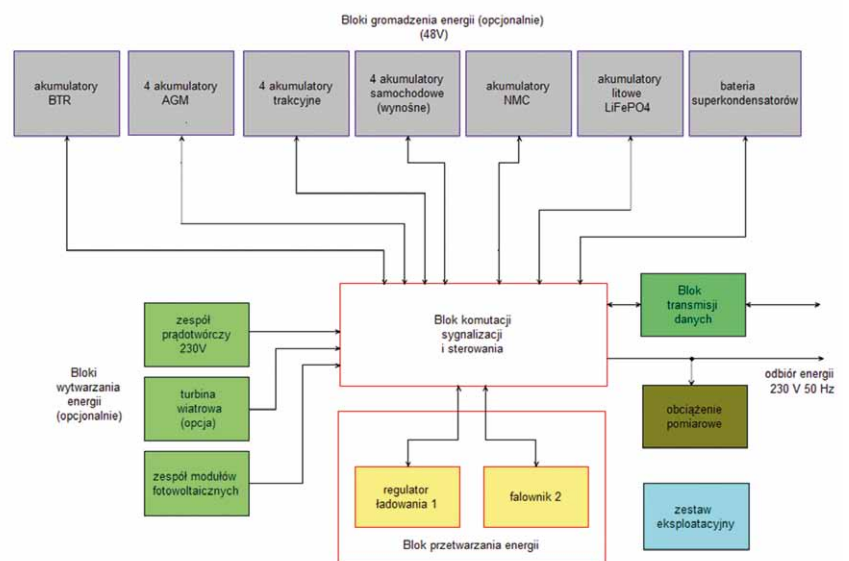 Bloki gromadzenia energii (opcjonalnie)
(48V)
akumulatory
BTR
4 akumulatory
AGM
4 akumulatory
trakcyjne
4 akumulatory
samochodowe
(wynośne)
akumulatory
NMC
akumulatory
litowe
LiFePO4
bateria
superkondensatorów
Blok komutacji
sygnalizacji
i sterowania
Blok
transmisji
danych
zespół
prądotwórczy
230V
Bloki
wytwarzania
energii
(opcjonalnie)
turbina
wiatrowa
(opcja)
zespół modułów
fotowoltaicznych
odbiór energii
230 V 50 Hz
obciążenie
pomiarowe
regulator
ładowania 1
falownik 2
Blok przetwarzania energii
zestaw
eksploatacyjny